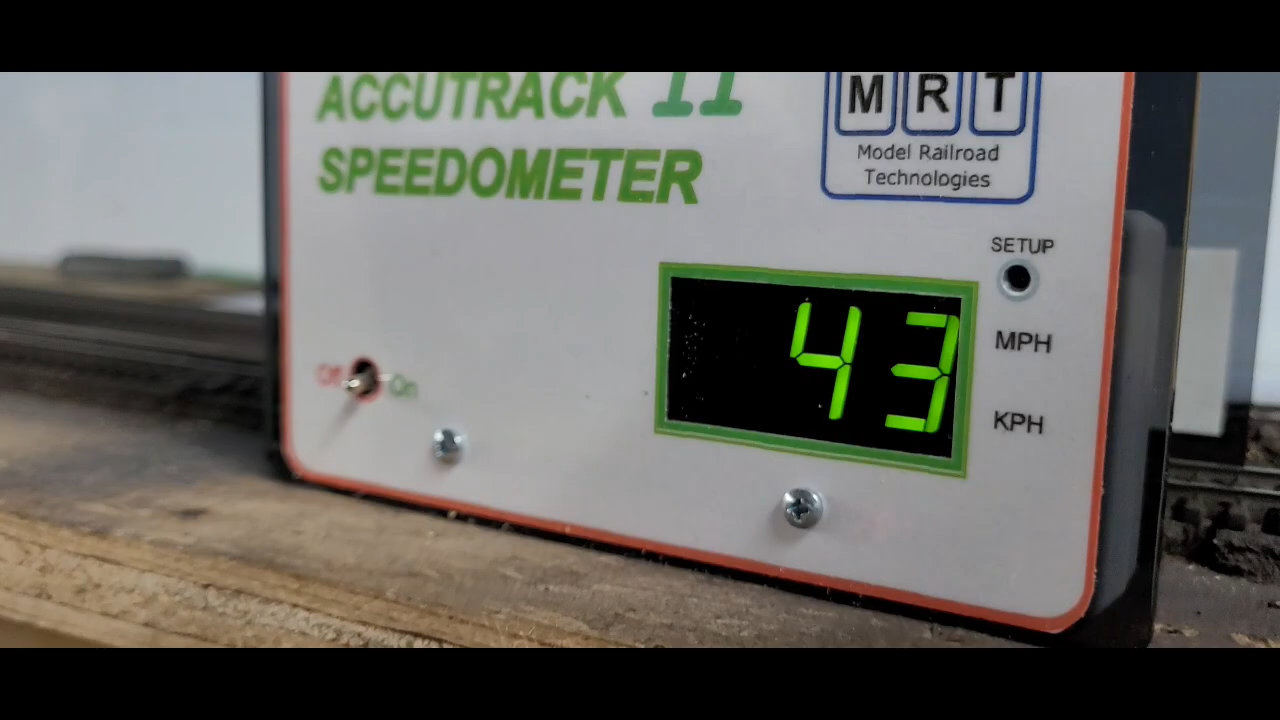 ACCUTRACK II
SPEEDOMETER
M R T
Model Railroad
Technologies
SETUP
43
MPH
KPH
Off On